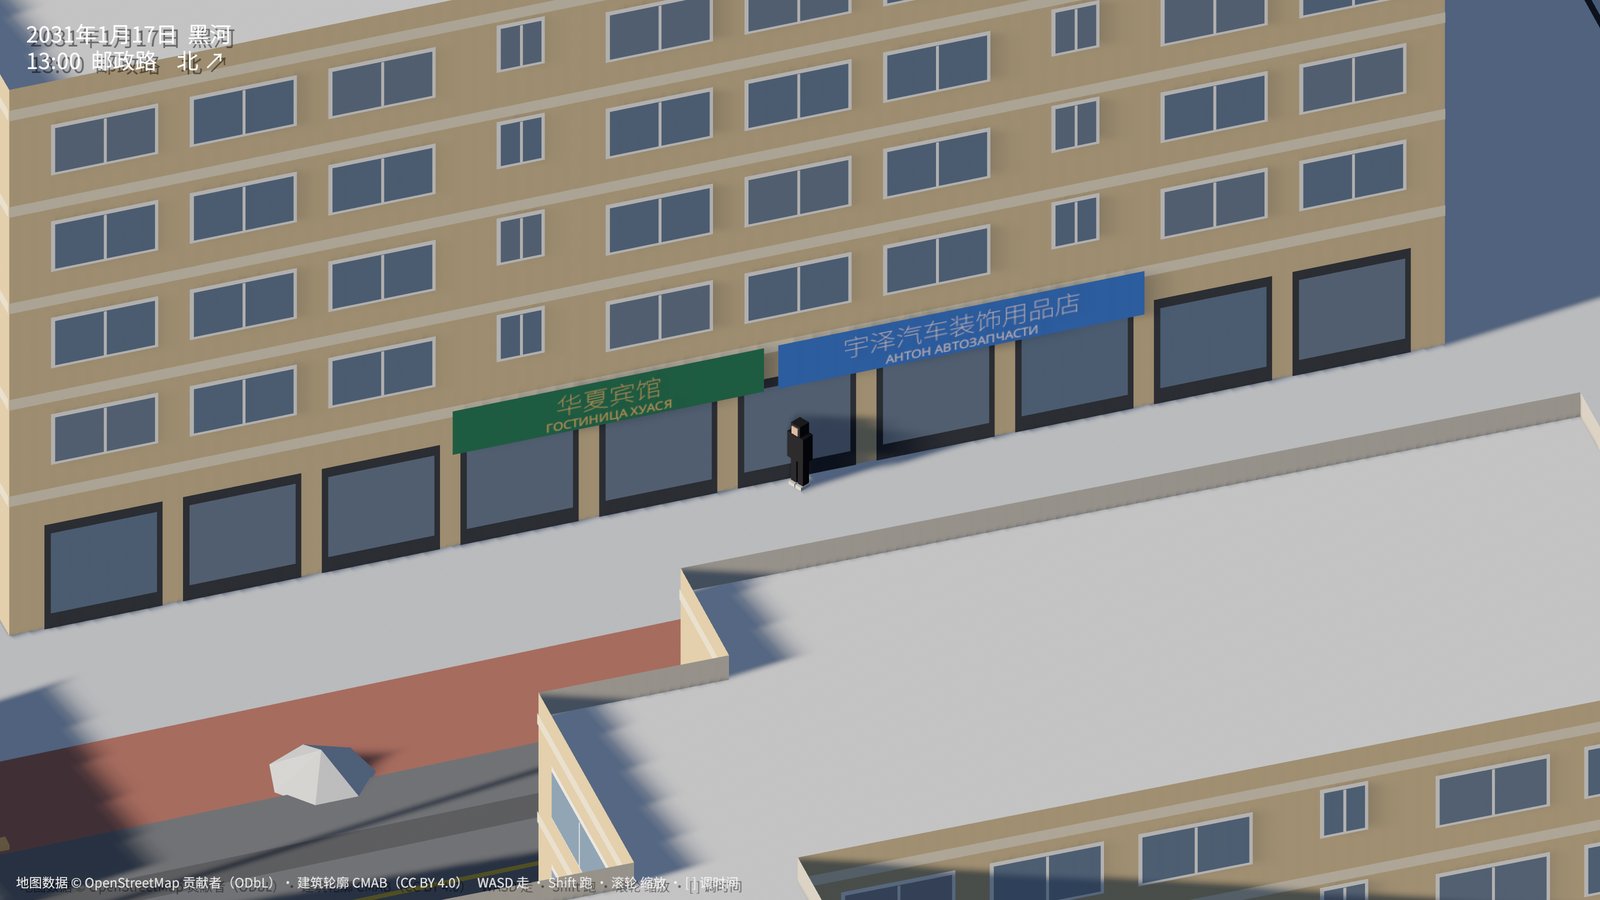 2031年1月17日 黑河
13:00 邮政路 北 ↗
宇泽汽车装饰用品店
АНТОН АВТОЗАПЧАСТИ
华夏宾馆
ГОСТИНИЦА ХУАСЯ
地图数据 © OpenStreetMap 贡献者（ODbL） · 建筑轮廓 CMAB（CC BY 4.0） WASD 走 · Shift 跑 · 滚轮 缩放 · [ ] 调时间